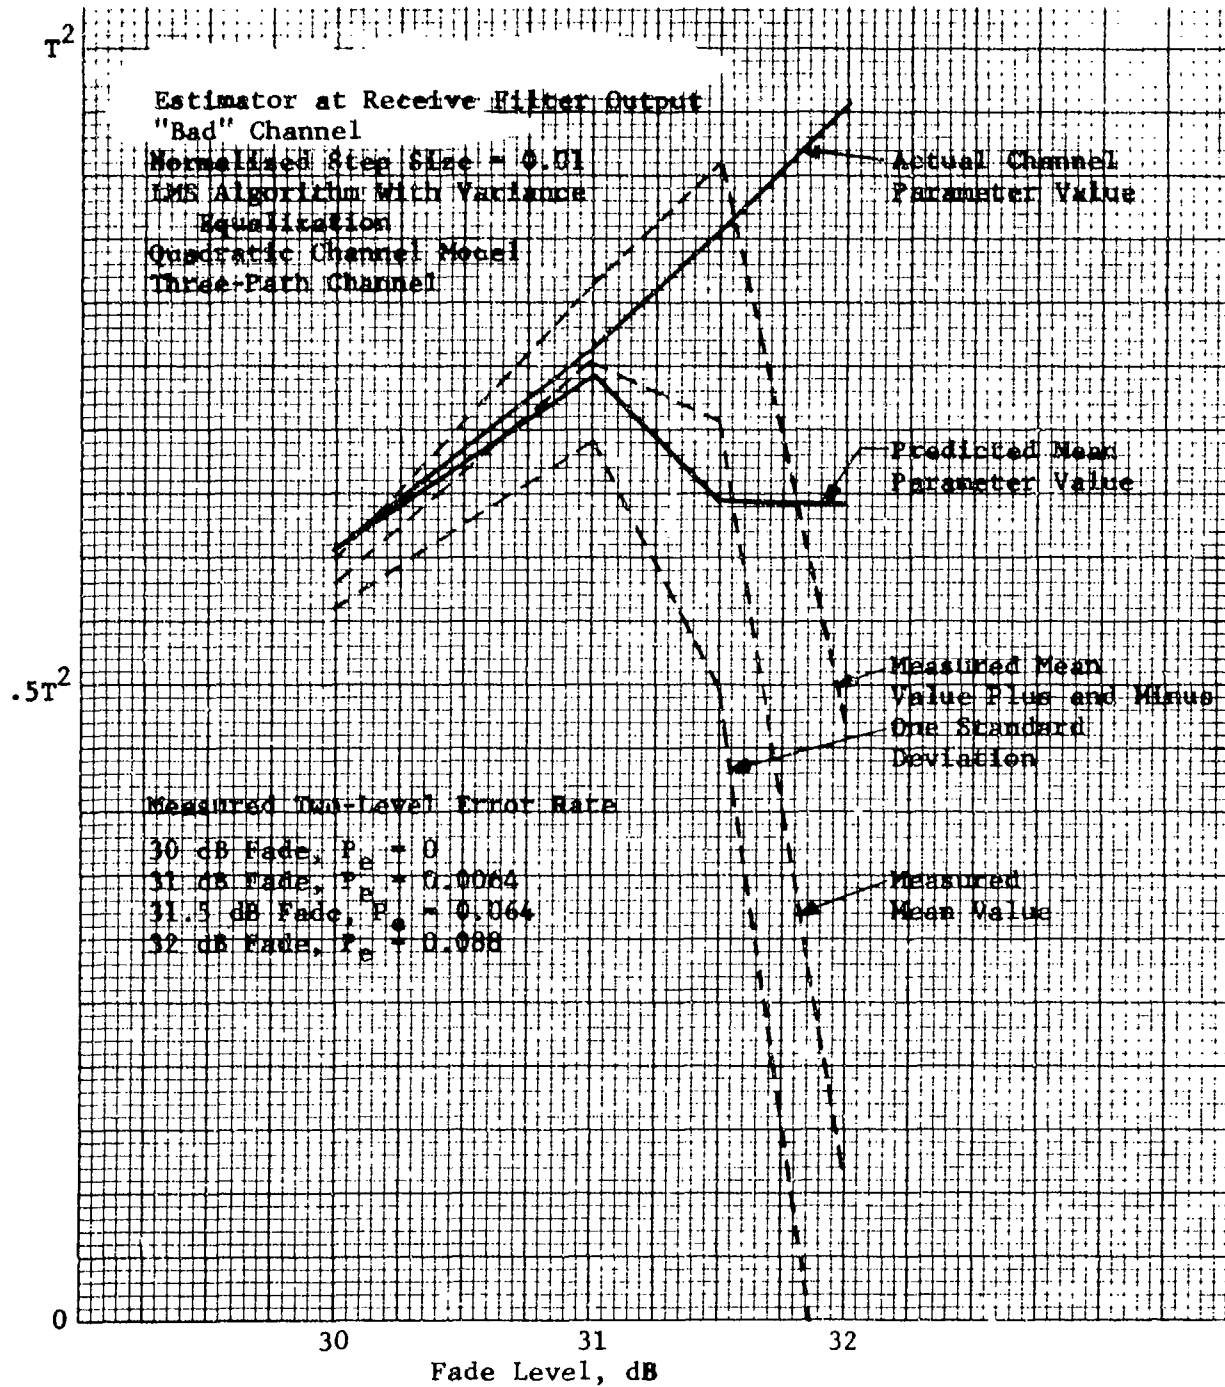 T²
Estimator at Receive Filter Output
"Bad" Channel
Normalized Step Size = 0.01
LMS Algorithm With Variance
Equalization
Quadratic Channel Model
Three-Path Channel
Actual Channel
Parameter Value
Predicted Mean
Parameter Value
.5T²
Measured Mean
Value Plus and Minus
One Standard
Deviation
Measured Two-Level Error Rate
30 dB Fade, Pe = 0
31 dB Fade, Pe = 0.0064
31.5 dB Fade, Pe = 0.064
32 dB Fade, Pe = 0.088
Measured
Mean Value
0
30
31
32
Fade Level, dB